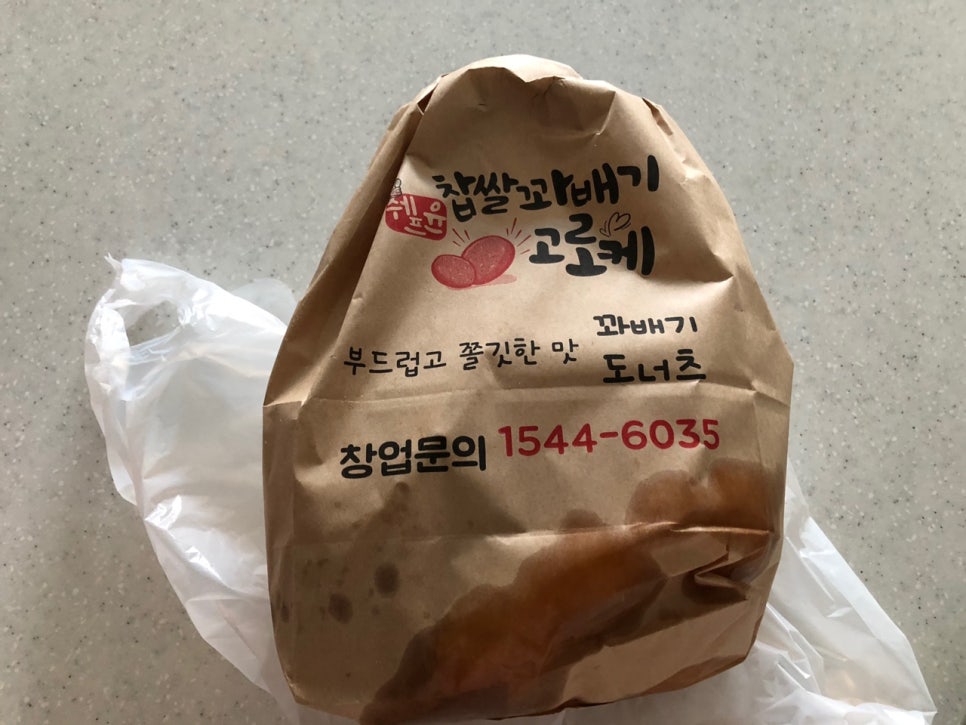 쉐프유
찹쌀꽈배기
고로케
부드럽고 쫄깃한 맛
꽈배기
도너츠
창업문의 1544-6035